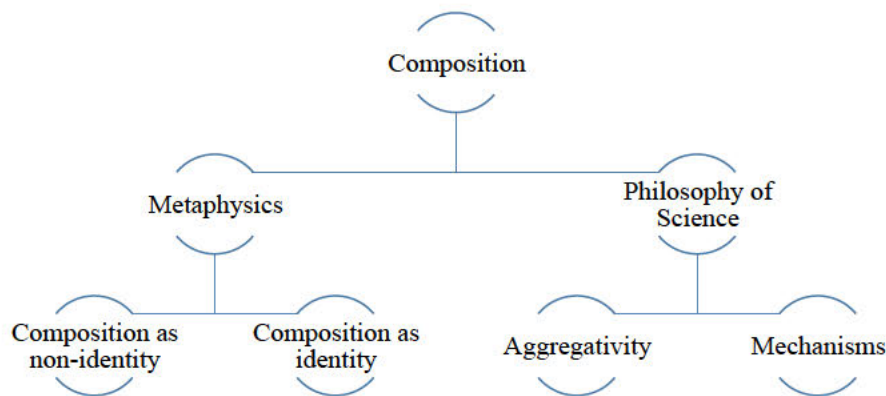 Composition
Metaphysics
Philosophy of
Science
Composition as
non-identity
Composition as
identity
Aggregativity
Mechanisms